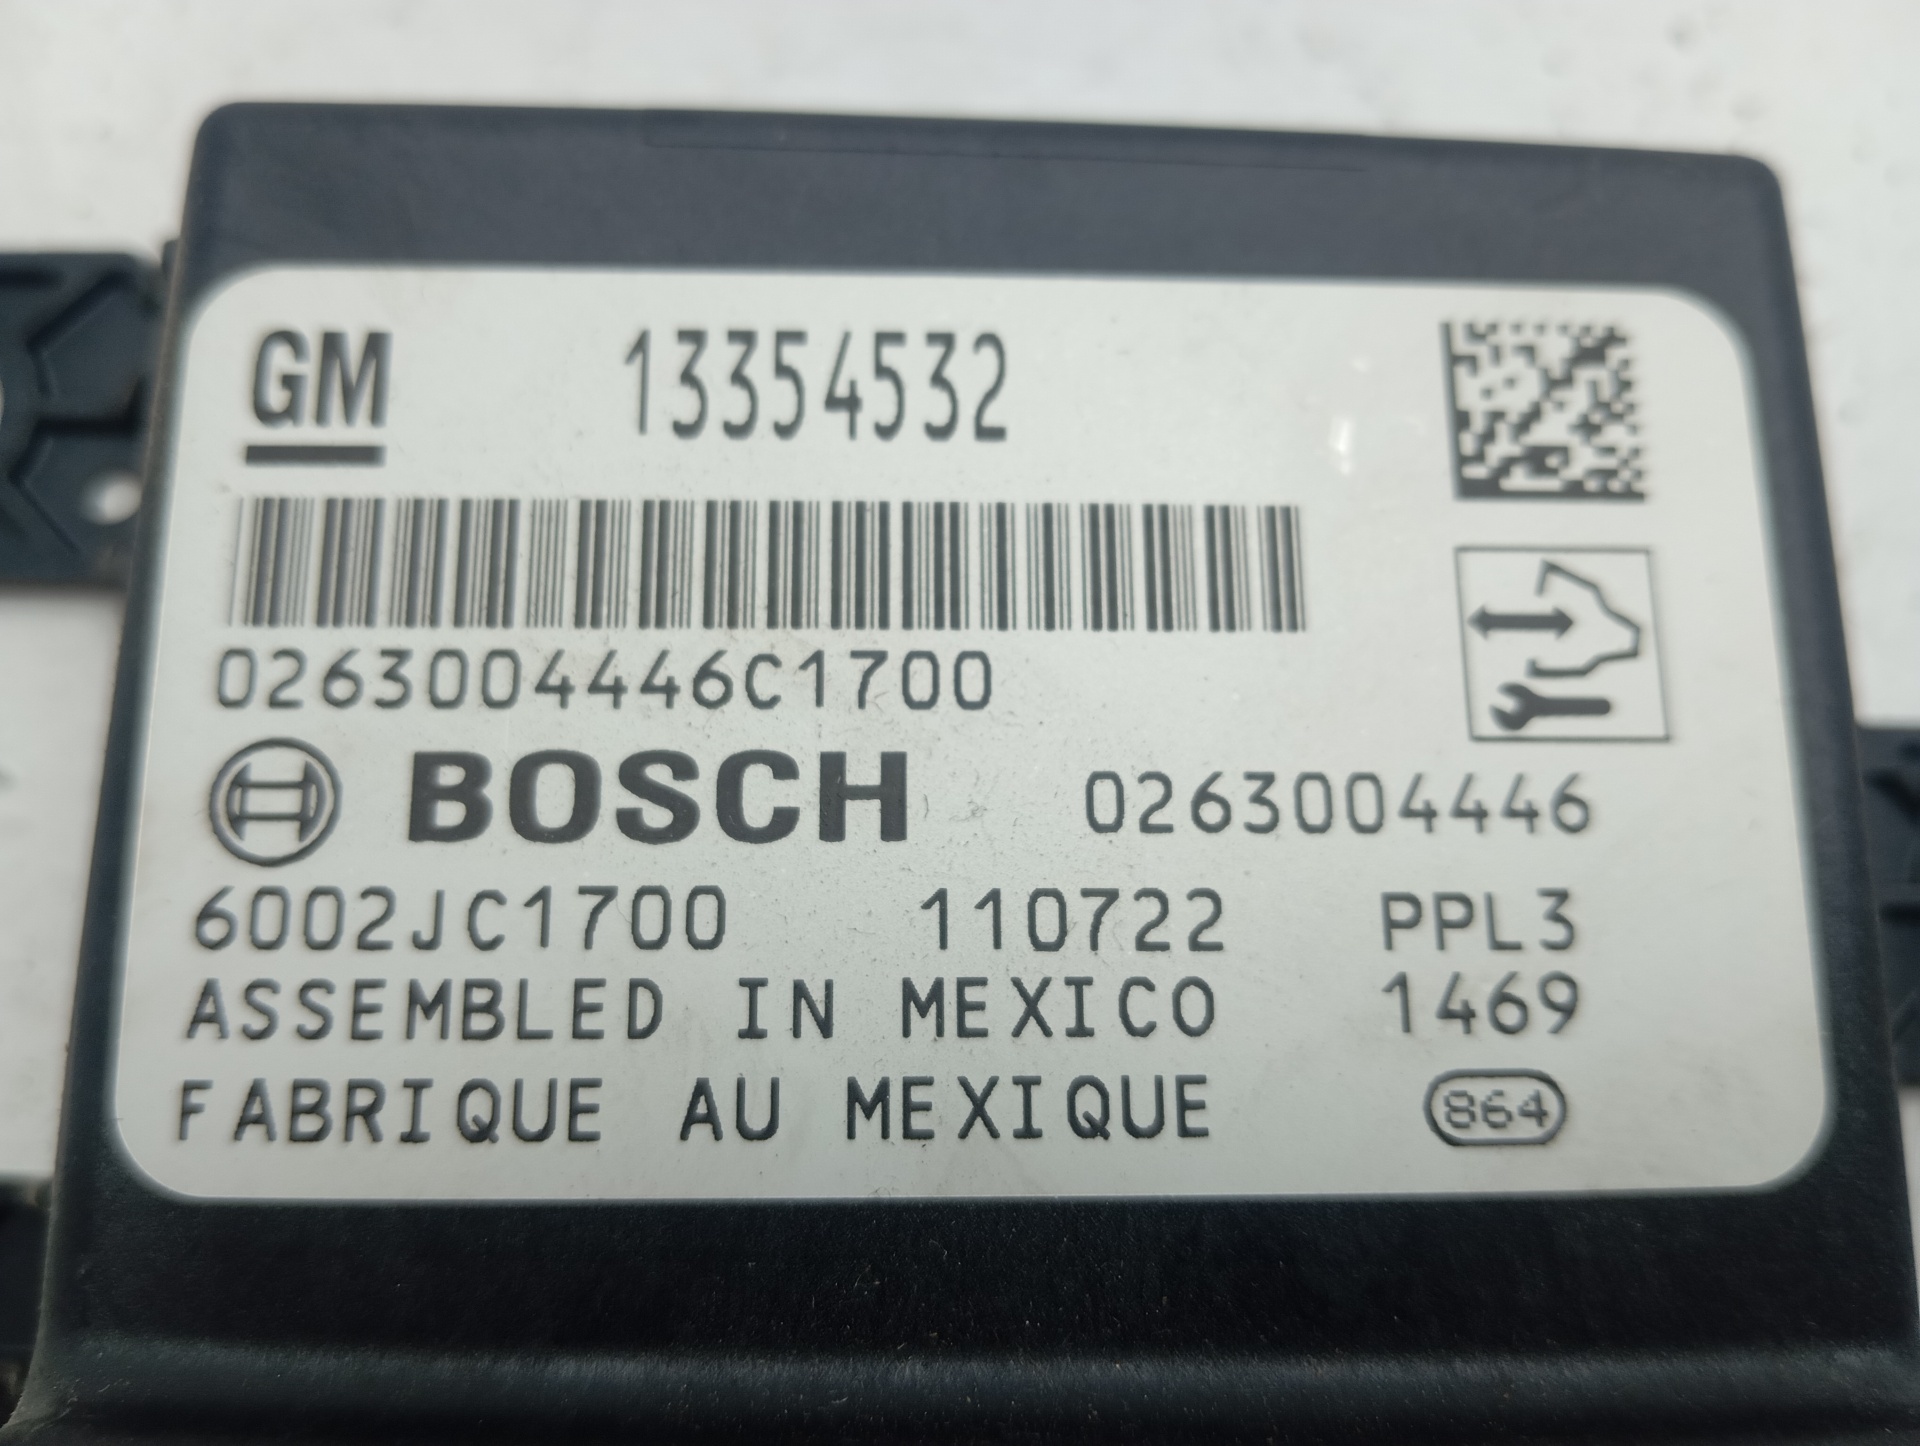 GM 13354532
0263004446C1700
BOSCH 0263004446
6002JC1700 110722 PPL3
ASSEMBLED IN MEXICO 1469
FABRIQUE AU MEXIQUE 864